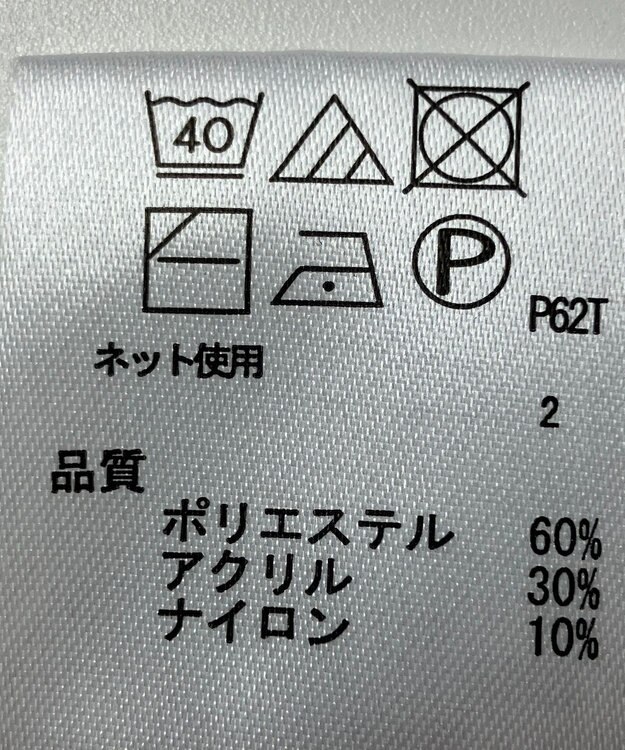 40
P
P62T
ネット使用
2
品質
ポリエステル 60%
アクリル 30%
ナイロン 10%